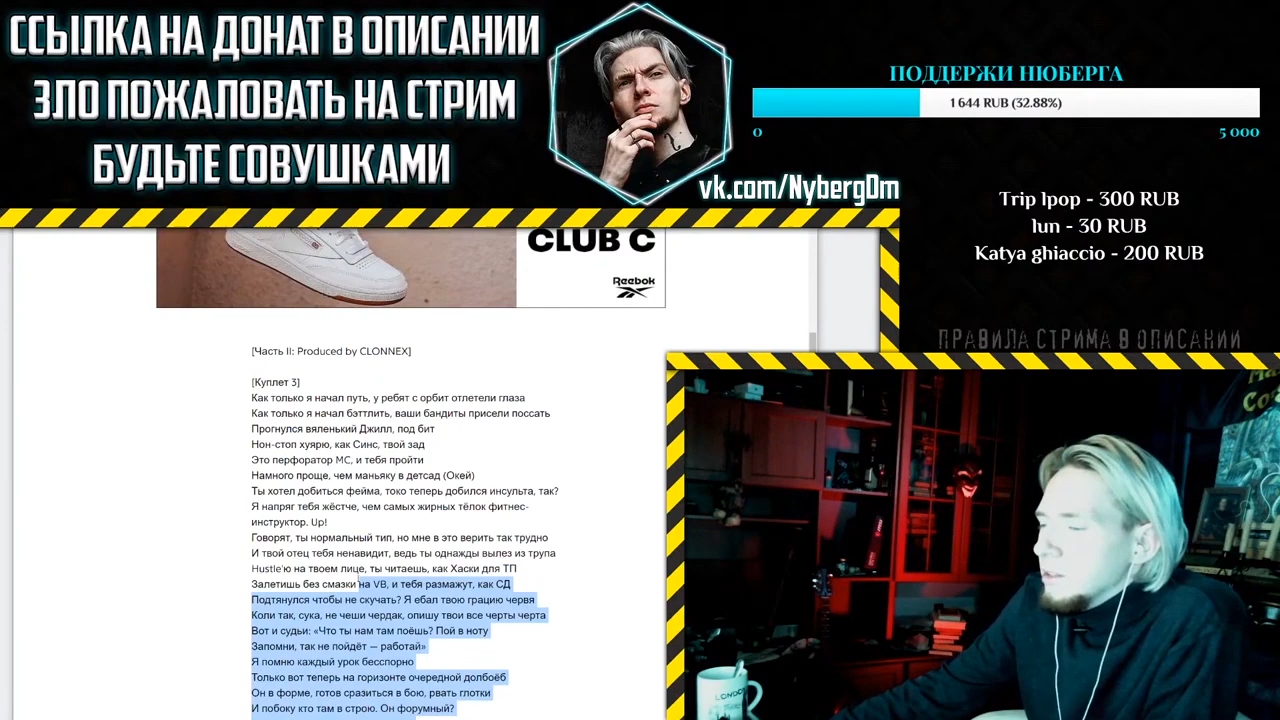 ССЫЛКА НА ДОНАТ В ОПИСАНИИ
ЗЛО ПОЖАЛОВАТЬ НА СТРИМ
БУДЬТЕ СОВУШКАМИ
vk.com/NybergDm
ПОДДЕРЖИ НЮБЕРГА
1 644 RUB (32.88%)
0
5 000
Trip lpop - 300 RUB
lun - 30 RUB
Katya ghiaccio - 200 RUB
ПРАВИЛА СТРИМА В ОПИСАНИИ
CLUB C
Reebok
[Часть II: Produced by CLONNEX]
[Куплет 3]
Как только я начал путь, у ребят с орбит отлетели глаза
Как только я начал бэттлить, ваши бандиты присели поссать
Прогнулся вяленький Джилл, под бит
Нон-стоп хуярю, как Синс, твой зад
Это перфоратор МС, и тебя пройти
Намного проще, чем маньяку в детсад (Окей)
Ты хотел добиться фейма, токо теперь добился инсульта, так?
Я напряг тебя жёстче, чем самых жирных тёлок фитнес-
инструктор. Up!
Говорят, ты нормальный тип, но мне в это верить так трудно
И твой отец тебя ненавидит, ведь ты однажды вылез из трупа
Hustle'ю на твоем лице, ты читаешь, как Хаски для ТП
Залетишь без смазки на VB, и тебя размажут, как СД
Подтянулся чтобы не скучать? Я ебал твою грацию червя
Коли так, сука, не чеши чердак, опишу твои все черты черта
Вот и судьи: «Что ты нам там поёшь? Пой в ноту
Запомни, так не пойдёт — работай»
Я помню каждый урок бесспорно
Только вот теперь на горизонте очередной долбоёб
Он в форме, готов сразиться в бою, рвать глотки
И побоку кто там в строю. Он форумный?
LONDON